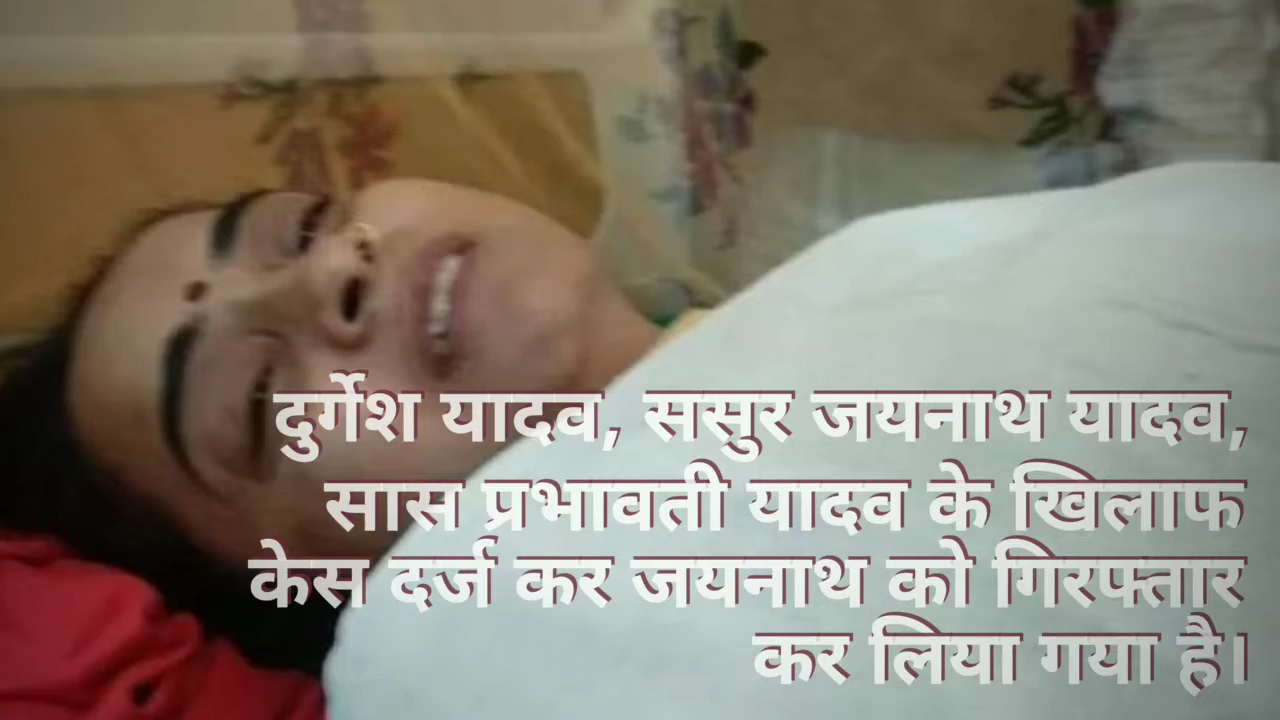 दुर्गेश यादव, ससुर जयनाथ यादव,
सास प्रभावती यादव के खिलाफ
केस दर्ज कर जयनाथ को गिरफ्तार
कर लिया गया है।